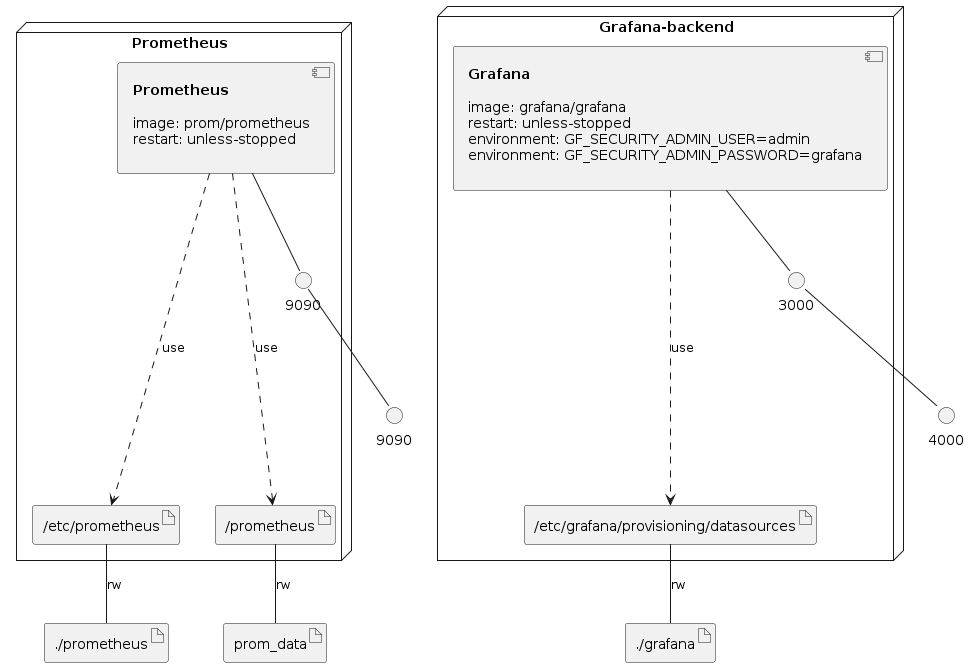 Prometheus
Prometheus
image: prom/prometheus
restart: unless-stopped
9090
use
use
9090
/etc/prometheus
/prometheus
rw
rw
./prometheus
prom_data
Grafana-backend
Grafana
image: grafana/grafana
restart: unless-stopped
environment: GF_SECURITY_ADMIN_USER=admin
environment: GF_SECURITY_ADMIN_PASSWORD=grafana
3000
use
4000
/etc/grafana/provisioning/datasources
rw
./grafana